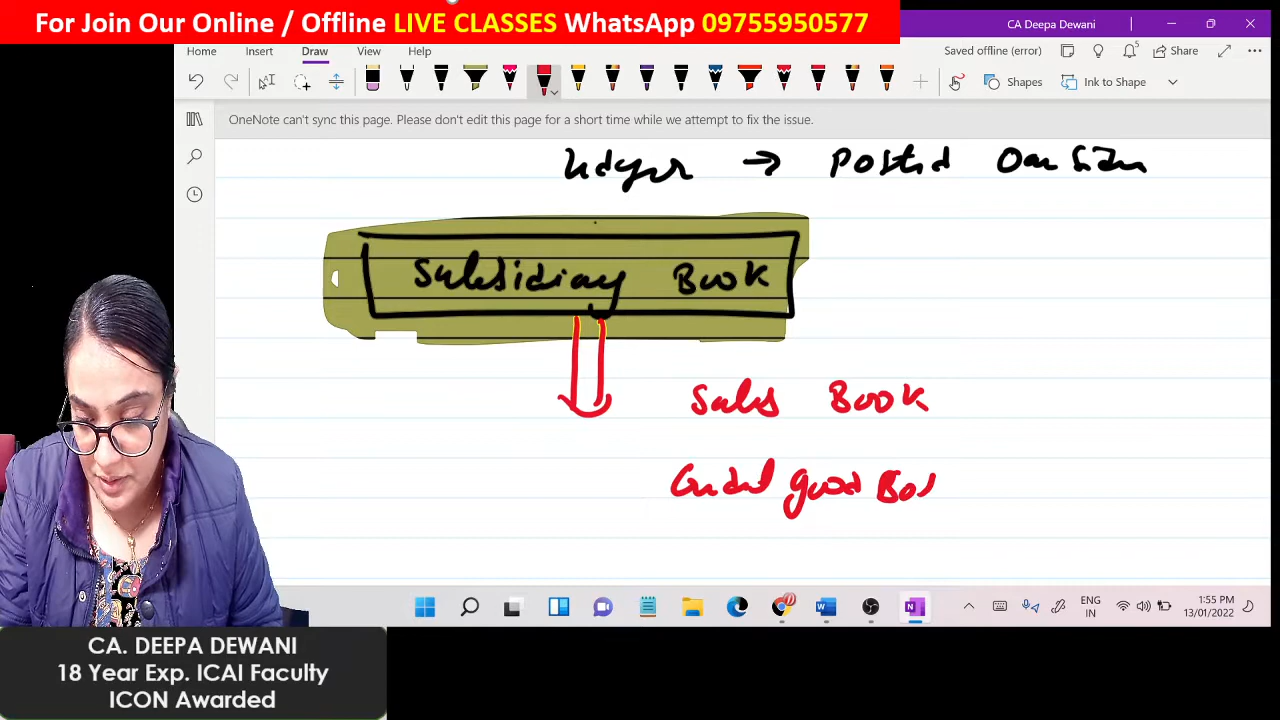 For Join Our Online / Offline LIVE CLASSES WhatsApp 09755950577
CA Deepa Dewani
Home Insert Draw View Help
Saved offline (error) Share
Shapes Ink to Shape
OneNote can't sync this page. Please don't edit this page for a short time while we attempt to fix the issue.
→ Posted
Subsidiary Book
Sales Book
ENG
IN
1:55 PM
13/01/2022
CA. DEEPA DEWANI
18 Year Exp. ICAI Faculty
ICON Awarded